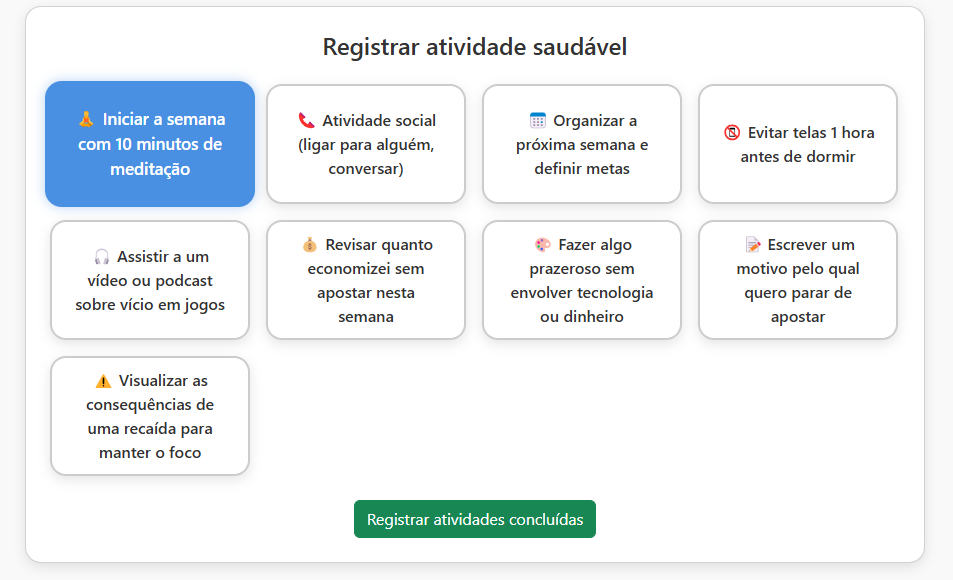 Registrar atividade saudável
🧘 Iniciar a semana
com 10 minutos de
meditação
📞 Atividade social
(ligar para alguém,
conversar)
📅 Organizar a
próxima semana e
definir metas
📵 Evitar telas 1 hora
antes de dormir
🎧 Assistir a um
vídeo ou podcast
sobre vício em jogos
💰 Revisar quanto
economizei sem
apostar nesta
semana
🎨 Fazer algo
prazeroso sem
envolver tecnologia
ou dinheiro
📝 Escrever um
motivo pelo qual
quero parar de
apostar
⚠️ Visualizar as
consequências de
uma recaída para
manter o foco
Registrar atividades concluídas